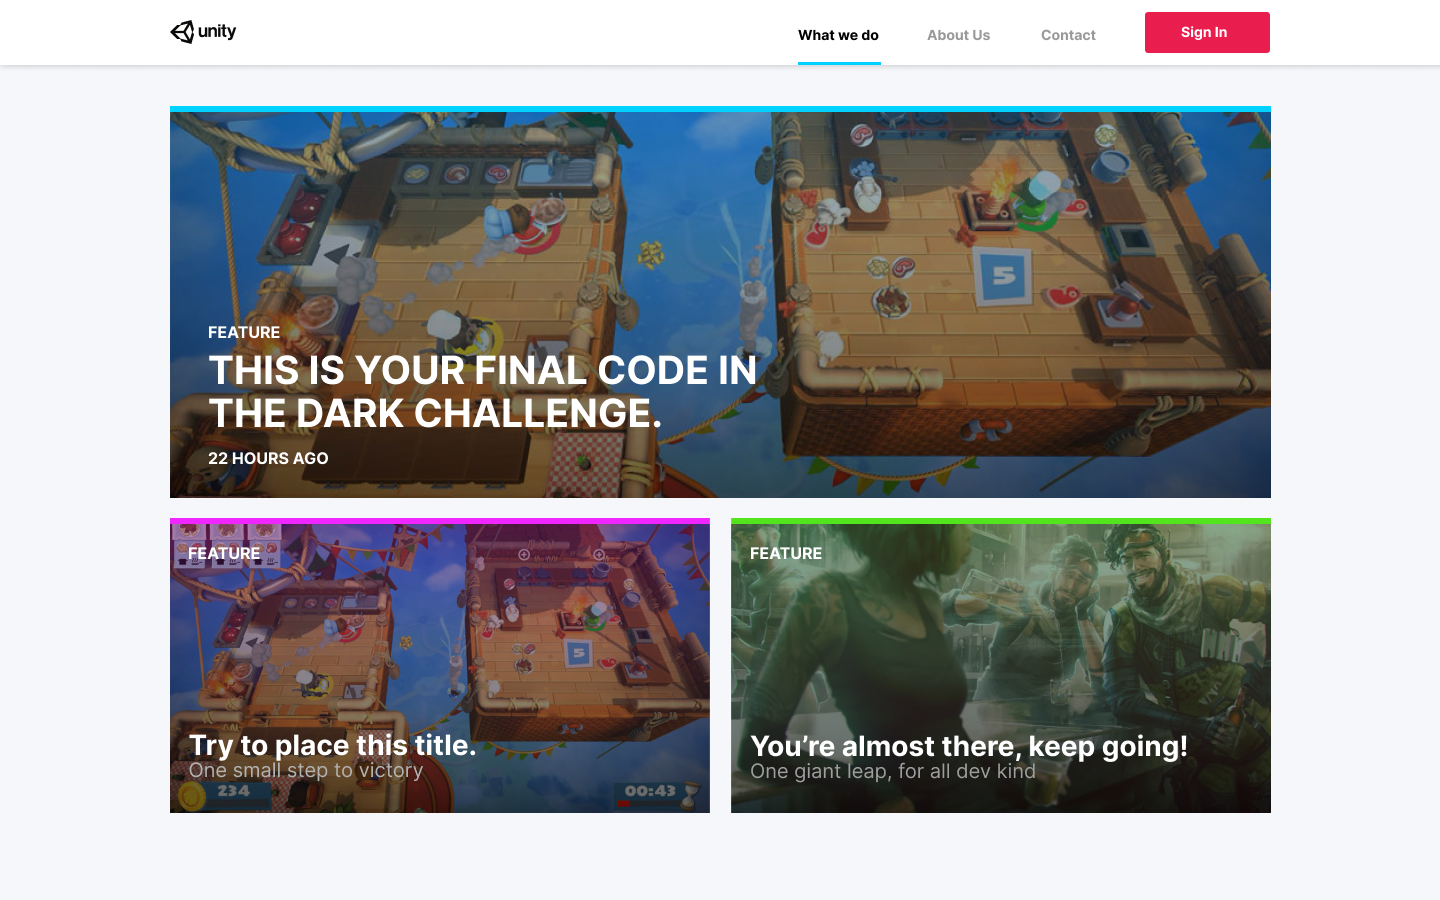 unity
What we do
About Us
Contact
Sign In
FEATURE
THIS IS YOUR FINAL CODE IN
THE DARK CHALLENGE.
22 HOURS AGO
5
FEATURE
5
Try to place this title.
One small step to victory
234
00:43
FEATURE
You’re almost there, keep going!
One giant leap, for all dev kind